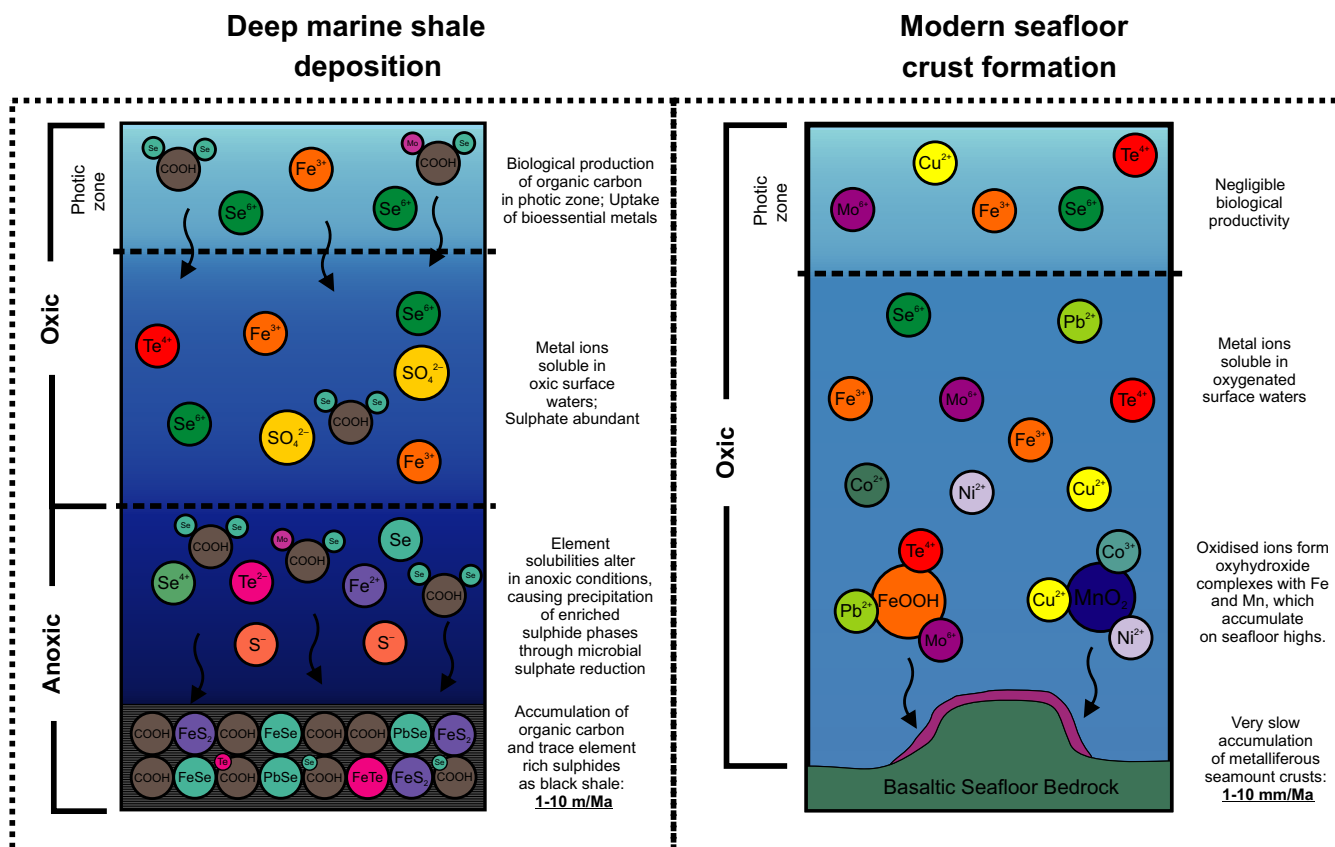 Deep marine shale
deposition
Modern seafloor
crust formation
Oxic
Anoxic
Photic
zone
Se
Se
COOH
Fe³⁺
Mo
Se
COOH
Se⁶⁺
Se⁶⁺
Biological production
of organic carbon
in photic zone; Uptake
of bioessential metals
Te⁴⁺
Fe³⁺
Se⁶⁺
SO₄²⁻
Se
Se
COOH
Se⁶⁺
SO₄²⁻
Fe³⁺
Metal ions
soluble in
oxic surface
waters;
Sulphate abundant
Se
Se
COOH
Mo
Se
COOH
Se
Se⁴⁺
Te²⁻
Fe²⁺
Se
Se
COOH
S⁻
S⁻
Element
solubilities alter
in anoxic conditions,
causing precipitation
of enriched
sulphide phases
through microbial
sulphate reduction
COOH FeS₂ COOH FeSe COOH COOH PbSe FeS₂
Te Se Se
COOH FeSe COOH PbSe COOH FeTe FeS₂ COOH
Accumulation of
organic carbon
and trace element
rich sulphides
as black shale:
1-10 m/Ma
Oxic
Photic
zone
Cu²⁺
Te⁴⁺
Mo⁶⁺
Fe³⁺
Se⁶⁺
Negligible
biological
productivity
Se⁶⁺
Pb²⁺
Fe³⁺
Mo⁶⁺
Te⁴⁺
Fe³⁺
Co²⁺
Ni²⁺
Cu²⁺
Metal ions
soluble in
oxygenated
surface waters
Te⁴⁺
Pb²⁺
FeOOH
Mo⁶⁺
Co³⁺
Cu²⁺
MnO₂
Ni²⁺
Oxidised ions form
oxyhydroxide
complexes with Fe
and Mn, which
accumulate
on seafloor highs.
Basaltic Seafloor Bedrock
Very slow
accumulation
of metalliferous
seamount crusts:
1-10 mm/Ma